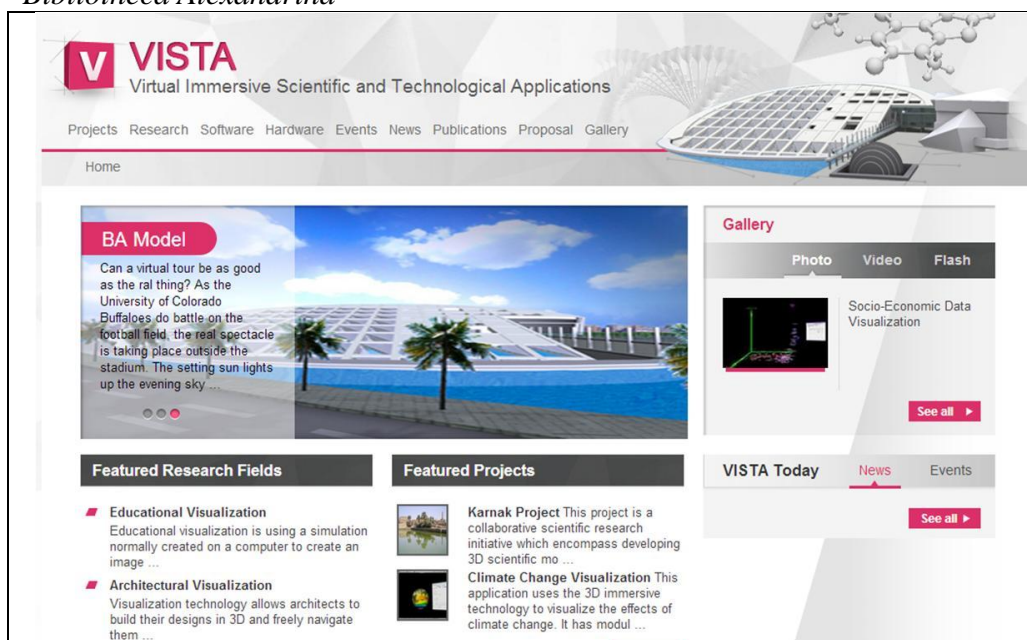 Bibliotheca Alexandrina
V VISTA
Virtual Immersive Scientific and Technological Applications
Projects Research Software Hardware Events News Publications Proposal Gallery
Home
BA Model
Can a virtual tour be as good
as the ral thing? As the
University of Colorado
Buffaloes do battle on the
football field, the real spectacle
is taking place outside the
stadium. The setting sun lights
up the evening sky ...
Gallery
Photo Video Flash
Socio-Economic Data
Visualization
See all
Featured Research Fields
Educational Visualization
Educational visualization is using a simulation
normally created on a computer to create an
image ...
Architectural Visualization
Visualization technology allows architects to
build their designs in 3D and freely navigate
them ...
Featured Projects
Karnak Project This project is a
collaborative scientific research
initiative which encompass developing
3D scientific mo ...
Climate Change Visualization This
application uses the 3D immersive
technology to visualize the effects of
climate change. It has modul ...
VISTA Today News Events
See all